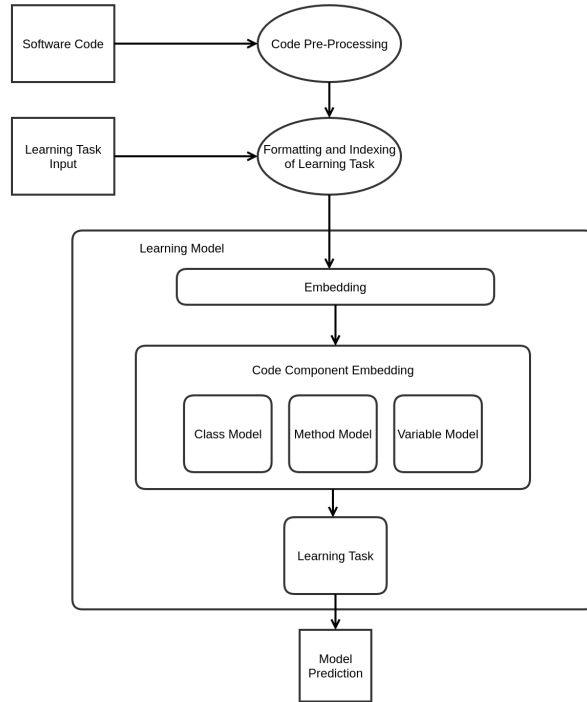 Software Code
Code Pre-Processing
Learning Task
Input
Formatting and Indexing
of Learning Task
Learning Model
Embedding
Code Component Embedding
Class Model
Method Model
Variable Model
Learning Task
Model
Prediction